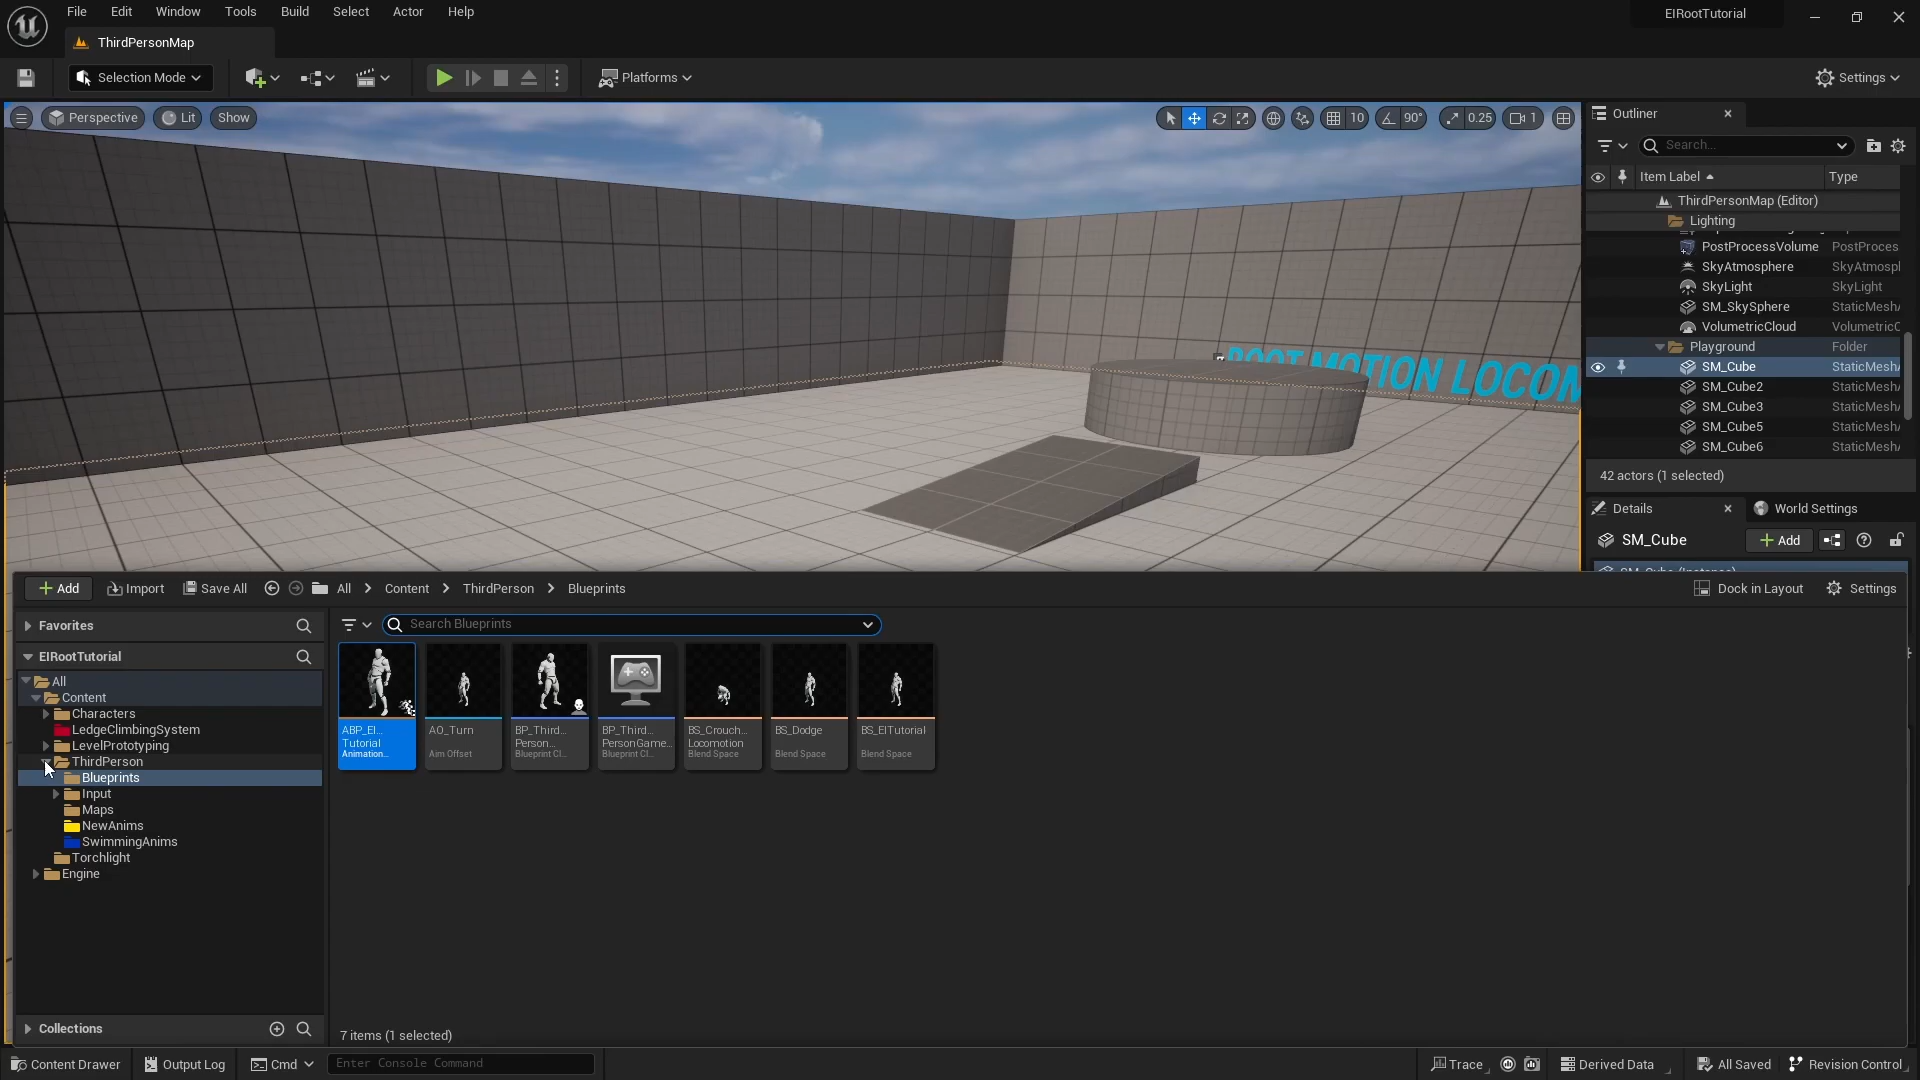 File Edit Window Tools Build Select Actor Help
EIRootTutorial
ThirdPersonMap
Selection Mode
Platforms
Settings
Perspective Lit Show
10 90° 0.25 1
ROOT MOTION LOCOM
Outliner
Search...
Item Label Type
ThirdPersonMap (Editor)
Lighting
PostProcessVolume PostProces
SkyAtmosphere SkyAtmospl
SkyLight SkyLight
SM_SkySphere StaticMesh
VolumetricCloud VolumetricC
Playground Folder
SM_Cube StaticMesh
SM_Cube2 StaticMesh
SM_Cube3 StaticMesh
SM_Cube5 StaticMesh
SM_Cube6 StaticMesh
42 actors (1 selected)
Details World Settings
SM_Cube Add
SM_Cube (Instance)
Add Import Save All All Content ThirdPerson Blueprints
Dock in Layout Settings
Favorites
EIRootTutorial
All
Content
Characters
LedgeClimbingSystem
LevelPrototyping
ThirdPerson
Blueprints
Input
Maps
NewAnims
SwimmingAnims
Torchlight
Engine
Collections
Search Blueprints
ABP_EI...
Tutorial
Animation...
AO_Turn
Aim Offset
BP_Third...
Person...
Blueprint Cl...
BP_Third...
PersonGame...
Blueprint Cl...
BS_Crouch...
Locomotion
Blend Space
BS_Dodge
Blend Space
BS_EITutorial
Blend Space
7 items (1 selected)
Content Drawer Output Log Cmd Enter Console Command
Trace Derived Data All Saved Revision Control